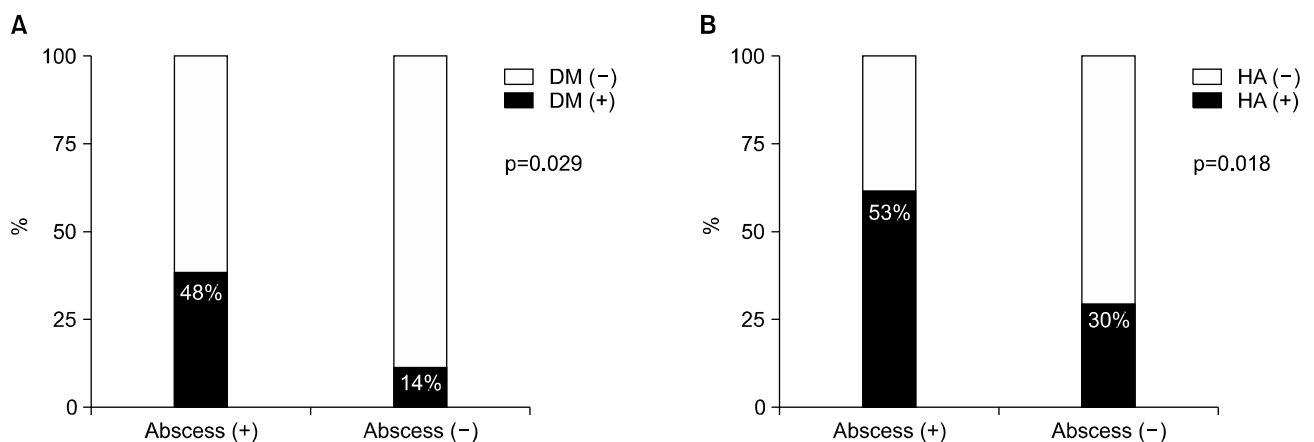 A
100
75
50
25
0
%
48%
14%
Abscess (+)
Abscess (−)
DM (−)
DM (+)
p=0.029
B
100
75
50
25
0
%
53%
30%
Abscess (+)
Abscess (−)
HA (−)
HA (+)
p=0.018